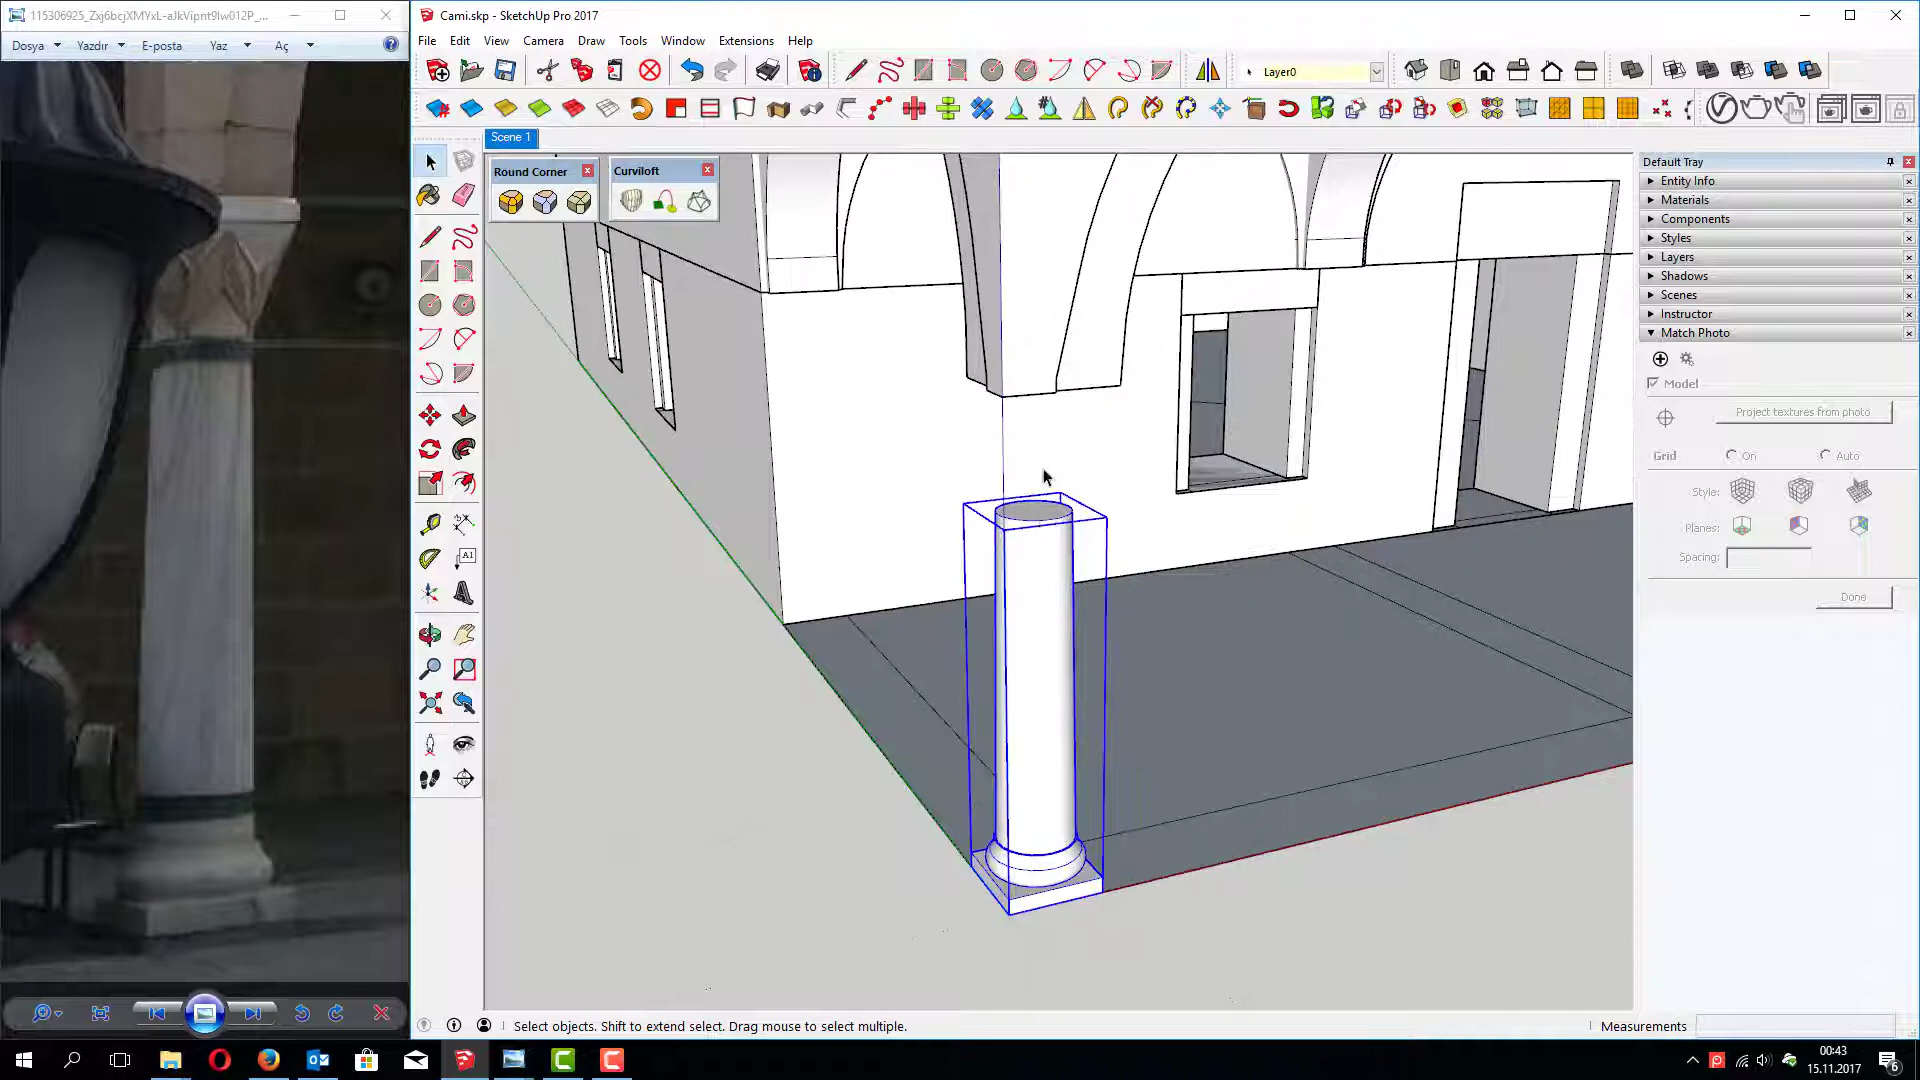 115306925_Zxj6bcjXMYxL-aJkVipnt9Iw012P_...
Dosya
Yazdır
E-posta
Yaz
Aç
Cami.skp - SketchUp Pro 2017
File Edit View Camera Draw Tools Window Extensions Help
Layer0
Scene 1
Round Corner
Curviloft
A1
Default Tray
Entity Info
Materials
Components
Styles
Layers
Shadows
Scenes
Instructor
Match Photo
Model
Project textures from photo
Grid On Auto
Style:
Planes:
Spacing:
Done
Select objects. Shift to extend select. Drag mouse to select multiple.
Measurements
00:43
15.11.2017
6